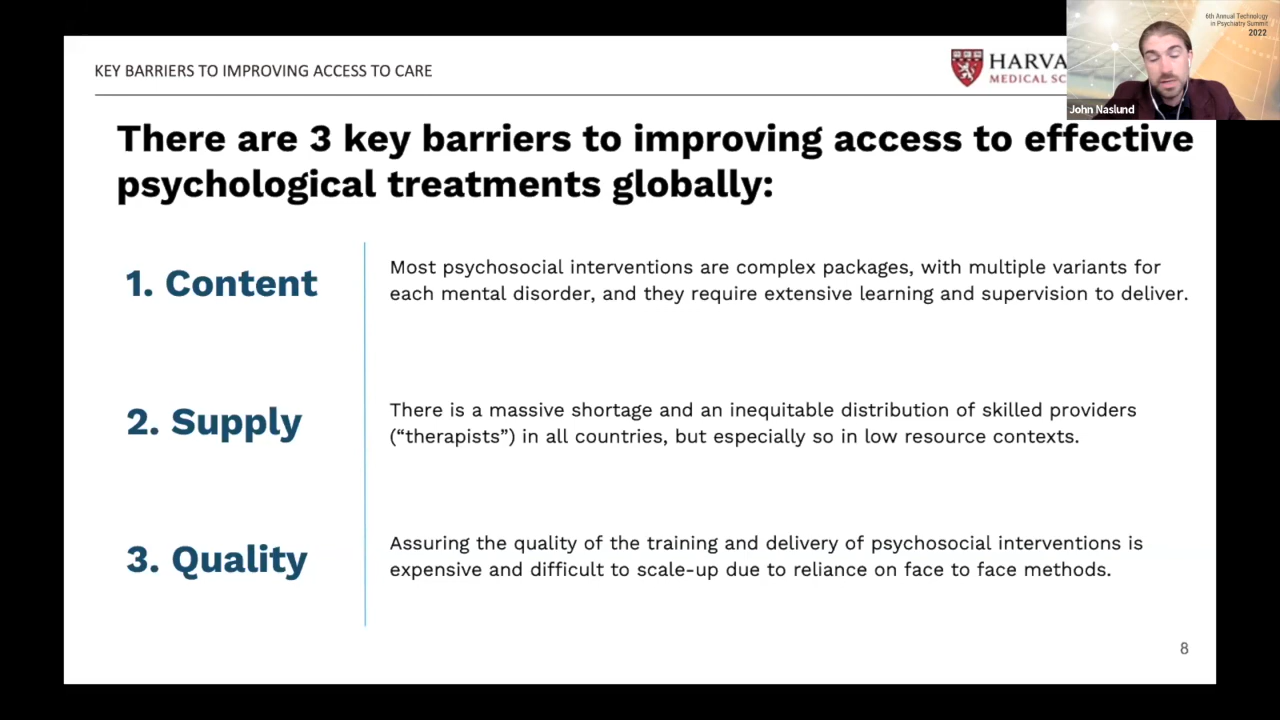 KEY BARRIERS TO IMPROVING ACCESS TO CARE
HARVA
MEDICAL SC
6th Annual Technology
in Psychiatry Summit
2022
John Naslund
There are 3 key barriers to improving access to effective
psychological treatments globally:
1. Content
Most psychosocial interventions are complex packages, with multiple variants for
each mental disorder, and they require extensive learning and supervision to deliver.
2. Supply
There is a massive shortage and an inequitable distribution of skilled providers
(“therapists”) in all countries, but especially so in low resource contexts.
3. Quality
Assuring the quality of the training and delivery of psychosocial interventions is
expensive and difficult to scale-up due to reliance on face to face methods.
8